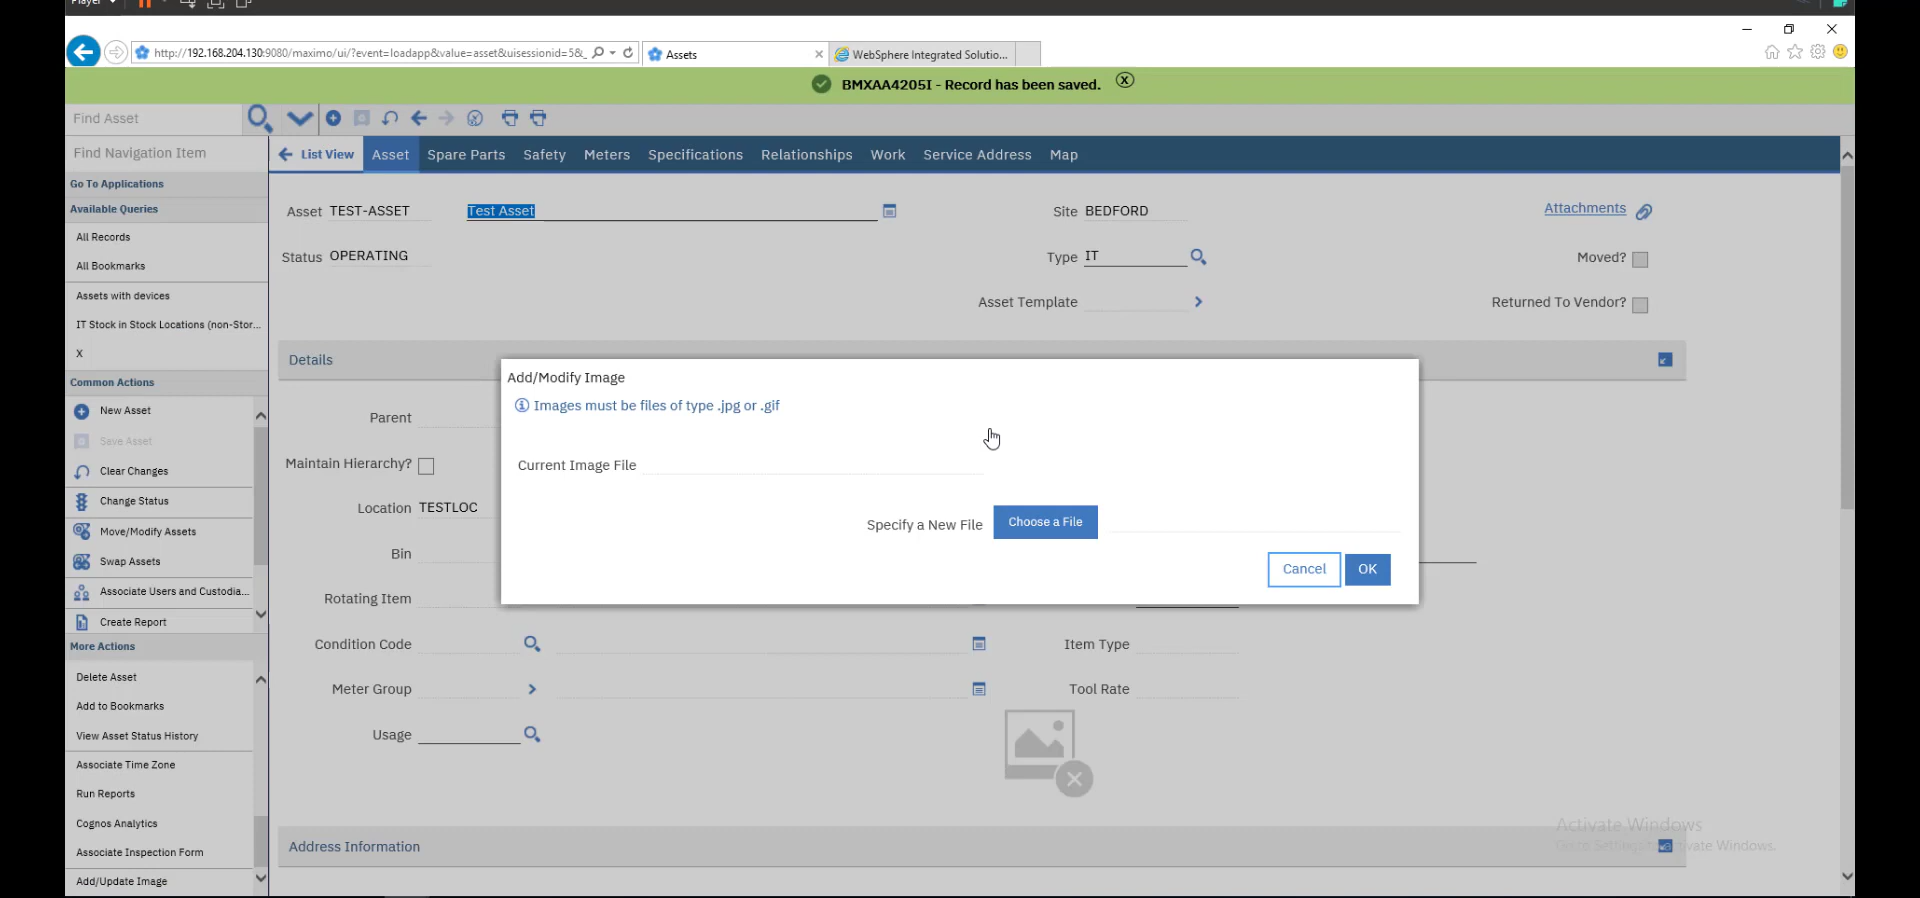 Player
http://192.168.204.130:9080/maximo/ui/?event=loadapp&value=asset&uisessionid=5&_
Assets
WebSphere Integrated Solutio...
BMXAA4205I - Record has been saved.
Find Asset
Find Navigation Item
List View Asset Spare Parts Safety Meters Specifications Relationships Work Service Address Map
Go To Applications
Available Queries
All Records
All Bookmarks
Assets with devices
IT Stock in Stock Locations (non-Stor...
X
Common Actions
New Asset
Save Asset
Clear Changes
Change Status
Move/Modify Assets
Swap Assets
Associate Users and Custodia...
Create Report
More Actions
Delete Asset
Add to Bookmarks
View Asset Status History
Associate Time Zone
Run Reports
Cognos Analytics
Associate Inspection Form
Add/Update Image
Asset TEST-ASSET Test Asset Site BEDFORD Attachments
Status OPERATING Type IT Moved?
Asset Template Returned To Vendor?
Details
Parent
Maintain Hierarchy?
Location TESTLOC
Bin
Rotating Item
Condition Code Item Type
Meter Group Tool Rate
Usage
Address Information
Add/Modify Image
Images must be files of type .jpg or .gif
Current Image File
Specify a New File Choose a File
Cancel OK
Activate Windows
Go to Settings to activate Windows.